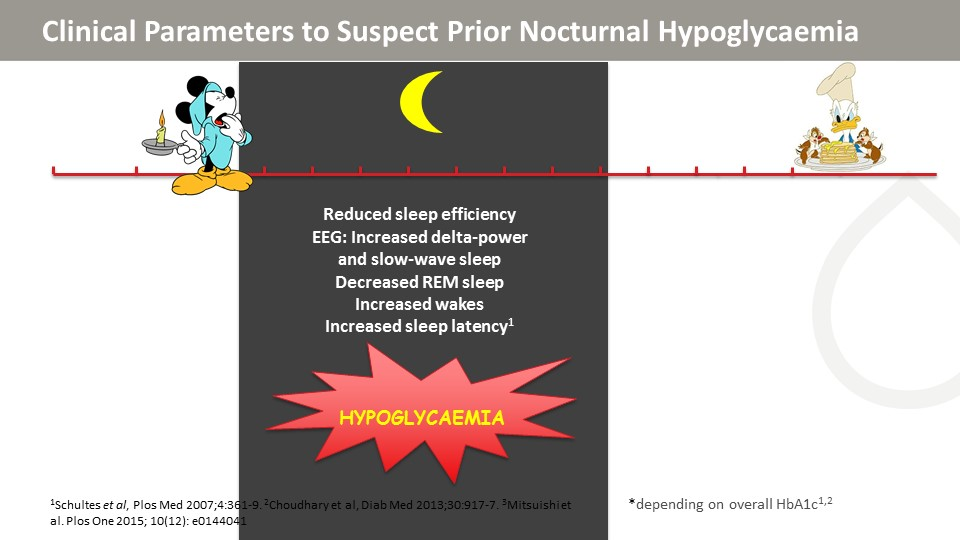 Clinical Parameters to Suspect Prior Nocturnal Hypoglycaemia
Reduced sleep efficiency
EEG: Increased delta-power
and slow-wave sleep
Decreased REM sleep
Increased wakes
Increased sleep latency¹
HYPOGLYCAEMIA
¹Schultes et al, Plos Med 2007;4:361-9. ²Choudhary et al, Diab Med 2013;30:917-7. ³Mitsuishi et
al. Plos One 2015; 10(12): e0144041
*depending on overall HbA1c¹,²